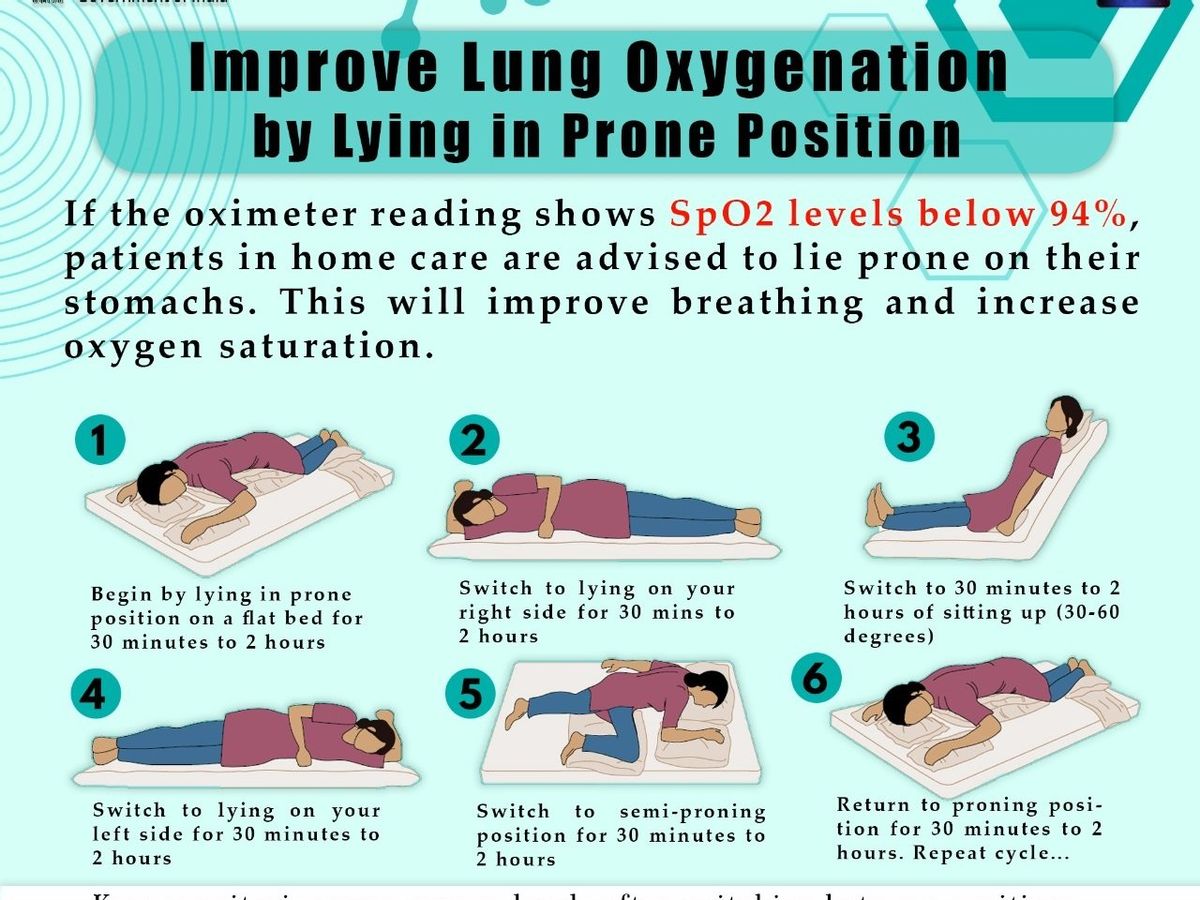 Improve Lung Oxygenation
by Lying in Prone Position
If the oximeter reading shows SpO2 levels below 94%,
patients in home care are advised to lie prone on their
stomachs. This will improve breathing and increase
oxygen saturation.
1
Begin by lying in prone
position on a flat bed for
30 minutes to 2 hours
2
Switch to lying on your
right side for 30 mins to
2 hours
3
Switch to 30 minutes to 2
hours of sitting up (30-60
degrees)
4
Switch to lying on your
left side for 30 minutes to
2 hours
5
Switch to semi-proning
position for 30 minutes to
2 hours
6
Return to proning posi-
tion for 30 minutes to 2
hours. Repeat cycle...